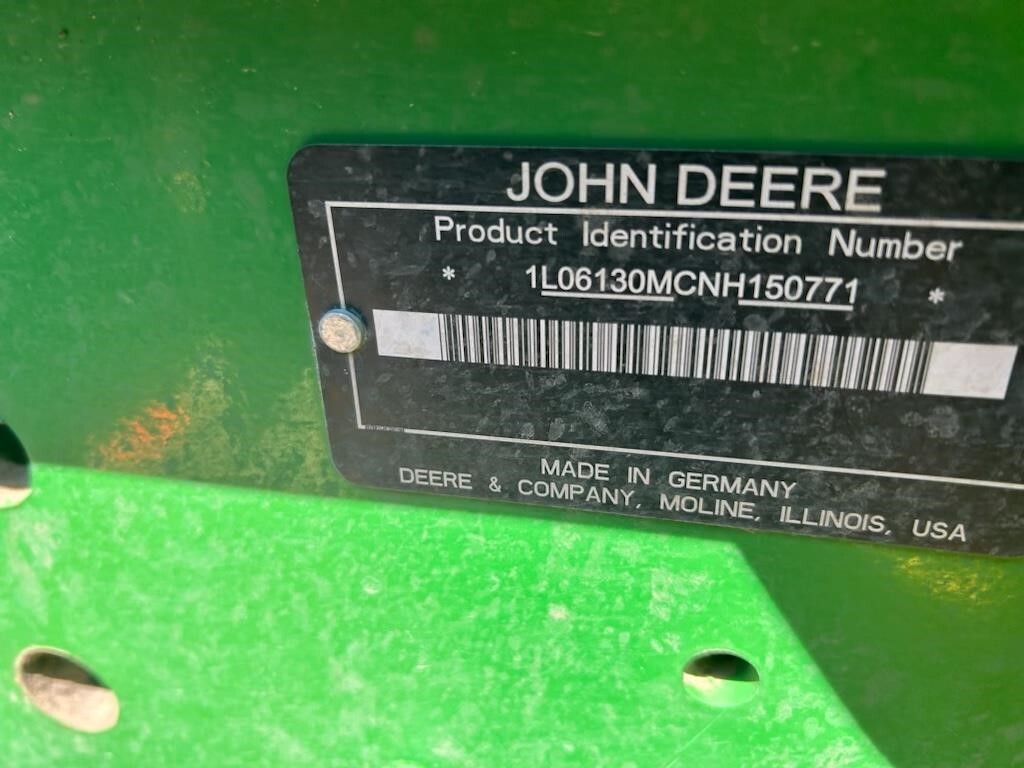 JOHN DEERE
Product Identification Number
* 1L06130MCNH150771 *
MADE IN GERMANY
DEERE & COMPANY, MOLINE, ILLINOIS, USA